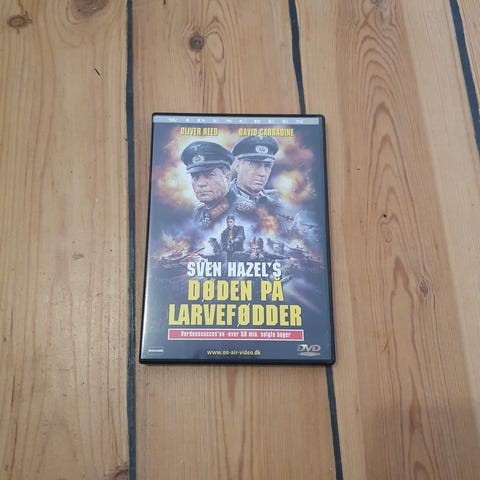 WIDESCREEN
OLIVER REED DAVID CARRADINE
SVEN HAZEL'S
DØDEN PÅ
LARVEFØDDER
Verdenssucces'en -over 50 mio. solgte bøger
www.on-air-video.dk
DVD